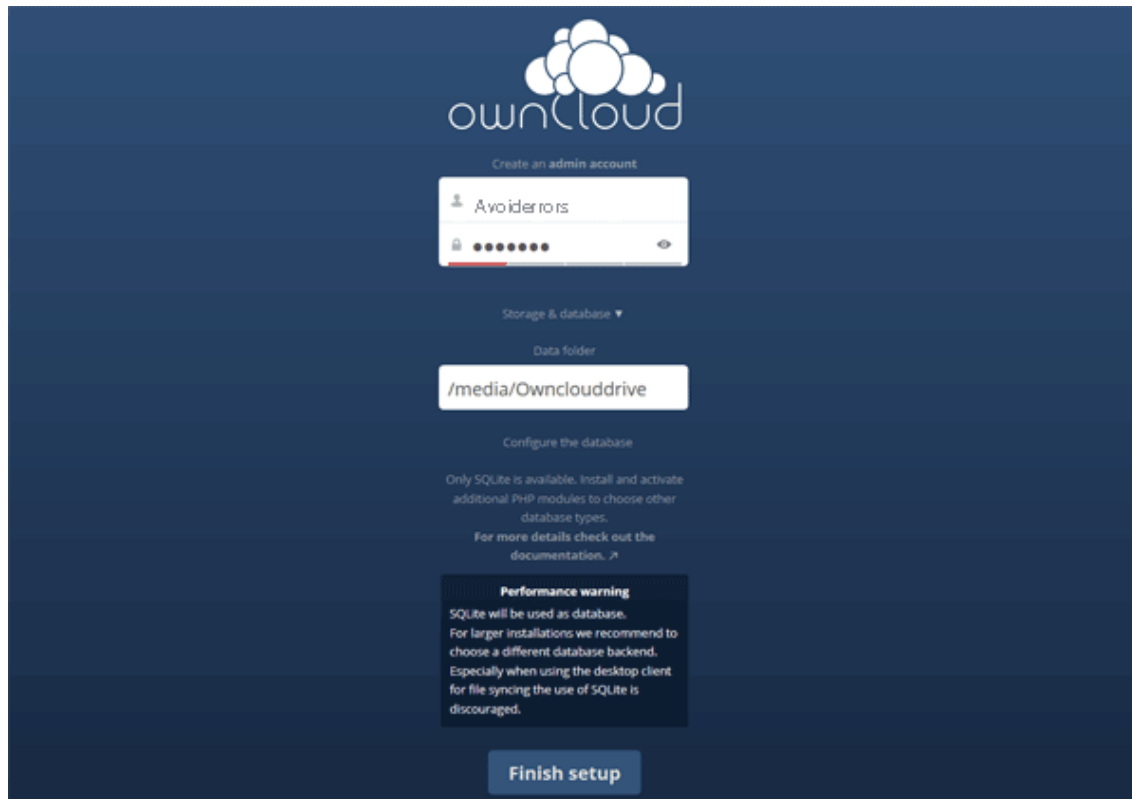 ownCloud
Create an admin account
Avoiderrors
Storage & database ▼
Data folder
/media/Ownclouddrive
Configure the database
Only SQLite is available. Install and activate
additional PHP modules to choose other
database types.
For more details check out the
documentation. ↗
Performance warning
SQLite will be used as database.
For larger installations we recommend to
choose a different database backend.
Especially when using the desktop client
for file syncing the use of SQLite is
discouraged.
Finish setup